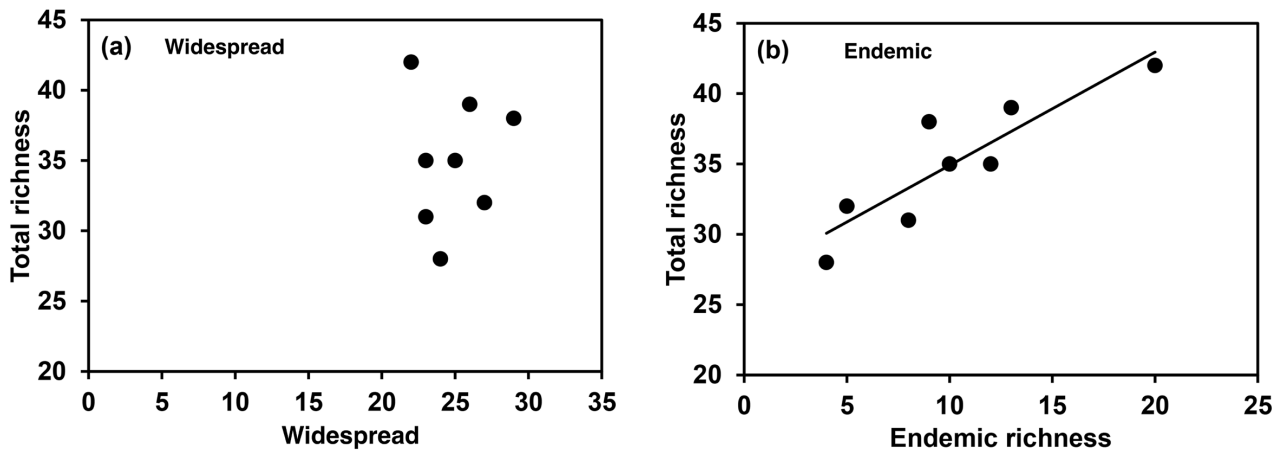 (a) Widespread
Total richness
45
40
35
30
25
20
0 5 10 15 20 25 30 35
Widespread
(b) Endemic
Total richness
45
40
35
30
25
20
0 5 10 15 20 25
Endemic richness